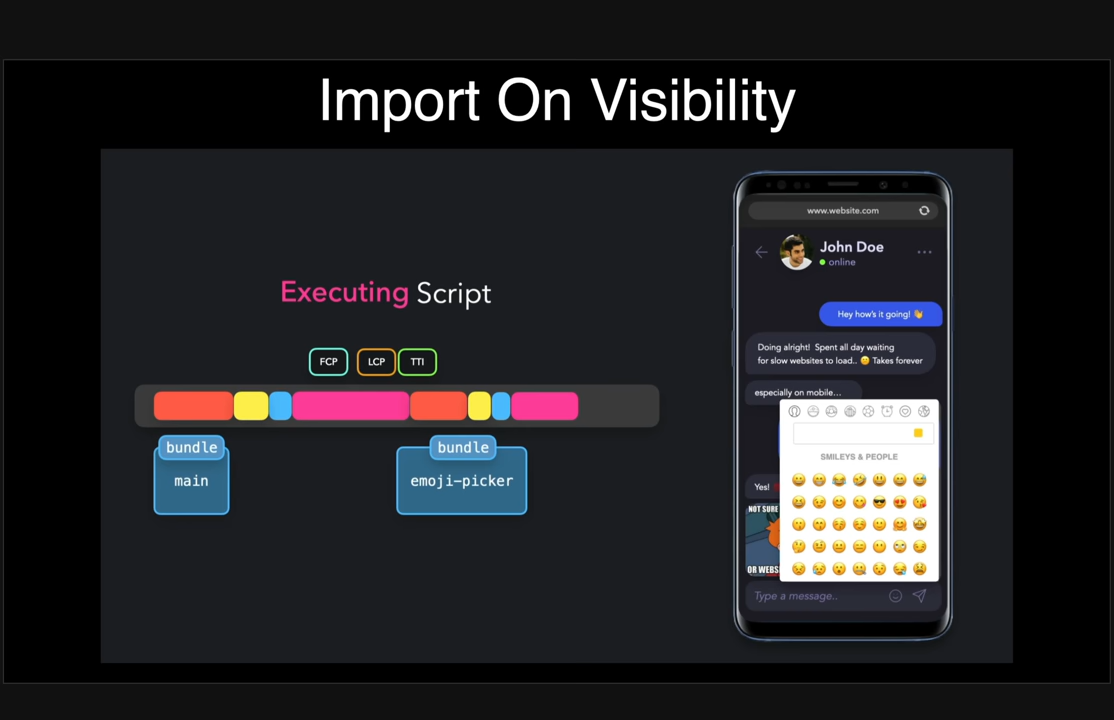 Import On Visibility
Executing Script
FCP
LCP
TTI
bundle
main
bundle
emoji-picker
www.website.com
John Doe
online
Hey how's it going! 👋
Doing alright!  Spent all day waiting
for slow websites to load.. 😔 Takes forever
especially on mobile...
SMILEYS & PEOPLE
Yes!
NOT SURE
OR WEBS
Type a message..